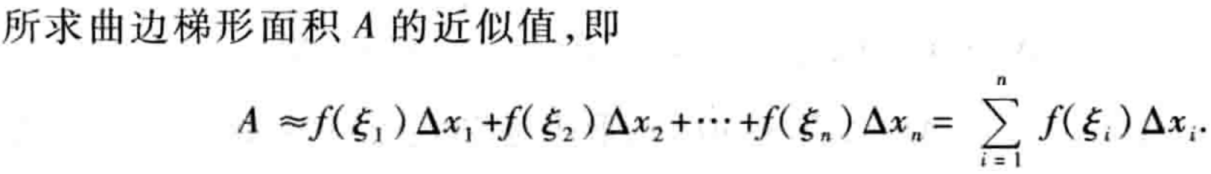 所求曲边梯形面积 A 的近似值,即
A ≈f(ξ₁)Δx₁+f(ξ₂)Δx₂+⋯+f(ξₙ)Δxₙ= ∑ᵢ₌₁ⁿ f(ξᵢ)Δxᵢ.